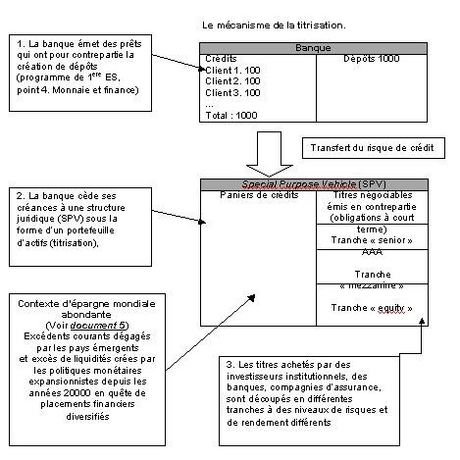 Le mécanisme de la titrisation.
1. La banque émet des prêts
qui ont pour contrepartie la
création de dépôts
(programme de 1ère ES,
point 4. Monnaie et finance)
Banque
Crédits
Client 1. 100
Client 2. 100
Client 3. 100
...
Total : 1000
Dépôts 1000
Transfert du risque de crédit
Special Purpose Vehicle (SPV)
Paniers de crédits
Titres négociables
émis en contrepartie
(obligations à court
terme)
Tranche « senior »
AAA
Tranche
« mezzanine »
Tranche « equity »
2. La banque cède ses
créances à une structure
juridique (SPV) sous la
forme d'un portefeuille
d'actifs (titrisation),
Contexte d'épargne mondiale
abondante
(Voir document 5)
Excédents courants dégagés
par les pays émergents
et excès de liquidités crées par
les politiques monétaires
expansionnistes depuis les
années 20000 en quête de
placements financiers
diversifiés
3. Les titres achetés par des
investisseurs institutionnels, des
banques, compagnies d'assurance,
sont découpés en différentes
tranches à des niveaux de risques et
de rendement différents